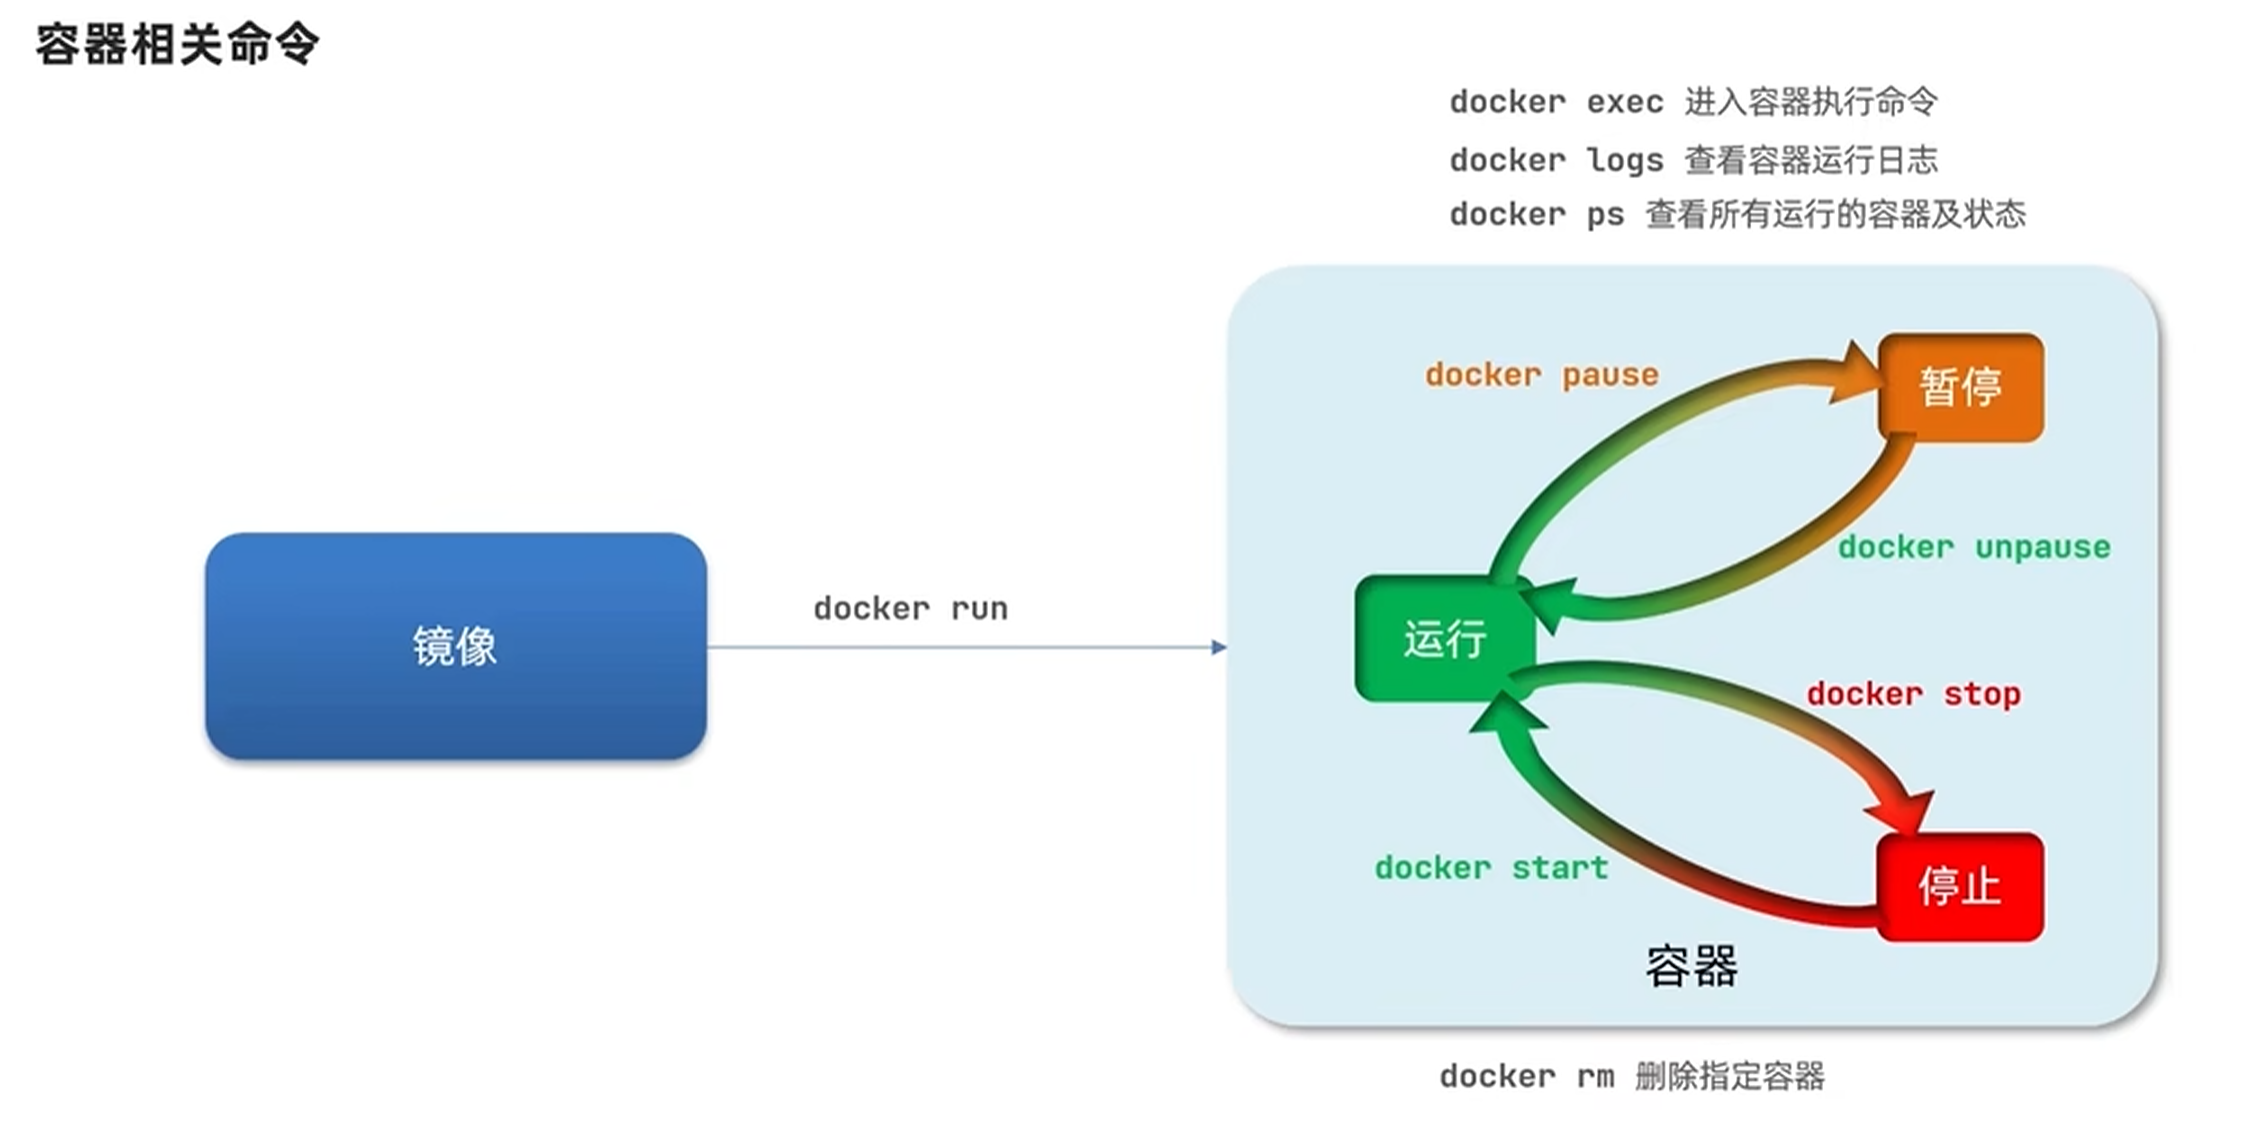 容器相关命令
docker exec 进入容器执行命令
docker logs 查看容器运行日志
docker ps 查看所有运行的容器及状态
docker pause
暂停
docker unpause
镜像
docker run
运行
docker stop
docker start
停止
容器
docker rm 删除指定容器